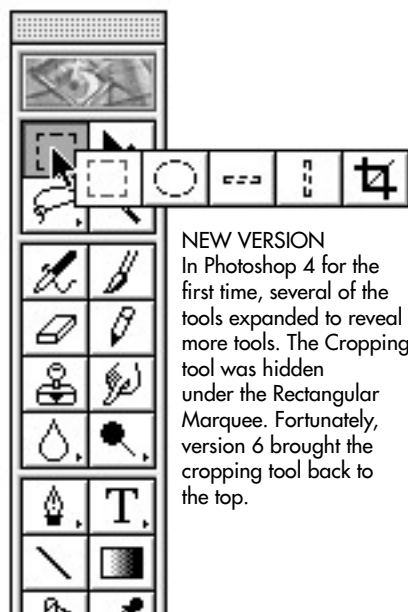 NEW VERSION
In Photoshop 4 for the
first time, several of the
tools expanded to reveal
more tools. The Cropping
tool was hidden
under the Rectangular
Marquee. Fortunately,
version 6 brought the
cropping tool back to
the top.
T